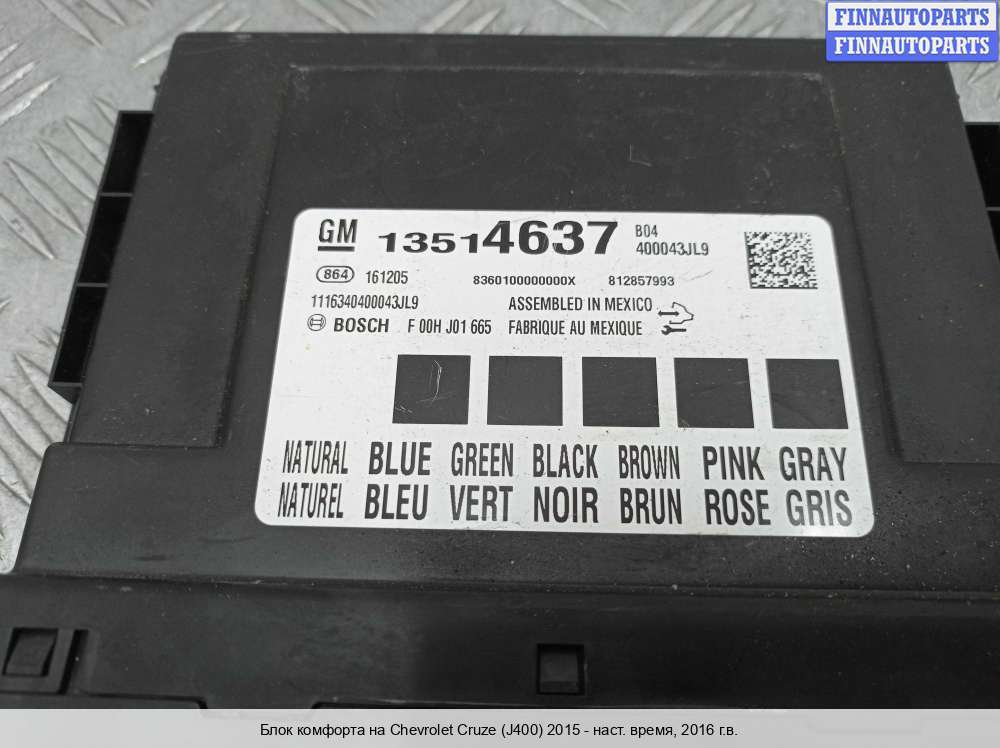 FINNAUTOPARTS
FINNAUTOPARTS
GM 13514637 B04
400043JL9
864 161205 8360100000000X 812857993
1116340400043JL9 ASSEMBLED IN MEXICO
BOSCH F 00H J01 665 FABRIQUE AU MEXIQUE
NATURAL BLUE GREEN BLACK BROWN PINK GRAY
NATUREL BLEU VERT NOIR BRUN ROSE GRIS
Блок комфорта на Chevrolet Cruze (J400) 2015 - наст. время, 2016 г.в.